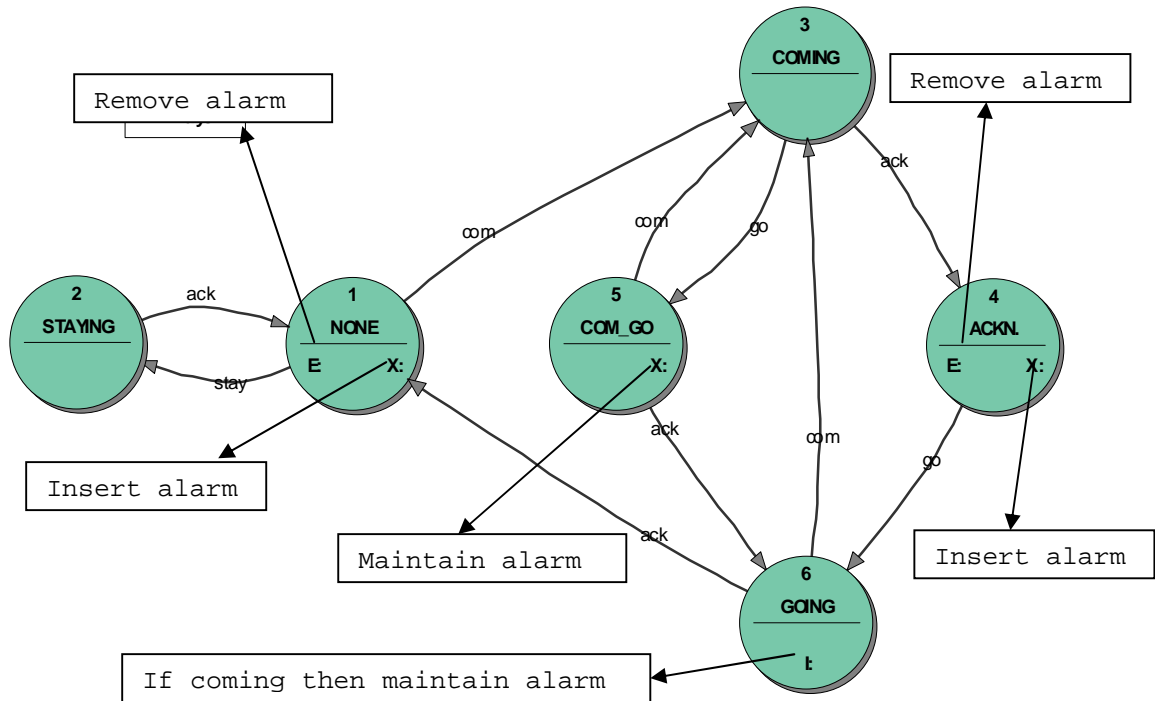 3
COMING
Remove alarm
Remove alarm
ack
com
com
go
2
STAYING
ack
1
NONE
E:
X:
stay
5
COM_GO
X:
4
ACKN.
E:
X:
ack
com
go
Insert alarm
ack
Maintain alarm
Insert alarm
6
GOING
I:
If coming then maintain alarm